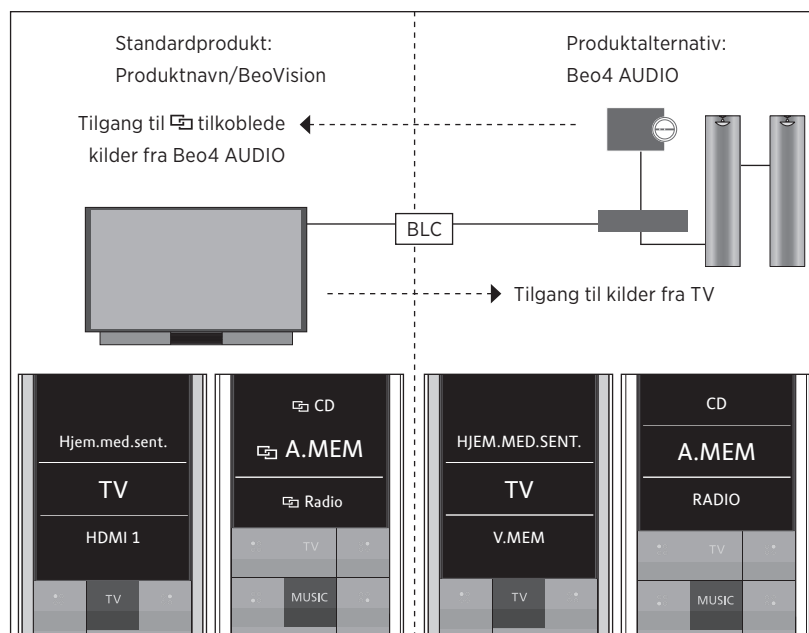 Standardprodukt:
Produktnavn/BeoVision
Produktalternativ:
Beo4 AUDIO
Tilgang til tilkoblede
kilder fra Beo4 AUDIO
BLC
Tilgang til kilder fra TV
Hjem.med.sent.
TV
HDMI 1
TV
CD
A.MEM
Radio
TV
MUSIC
HJEM.MED.SENT.
TV
V.MEM
TV
CD
A.MEM
RADIO
TV
MUSIC